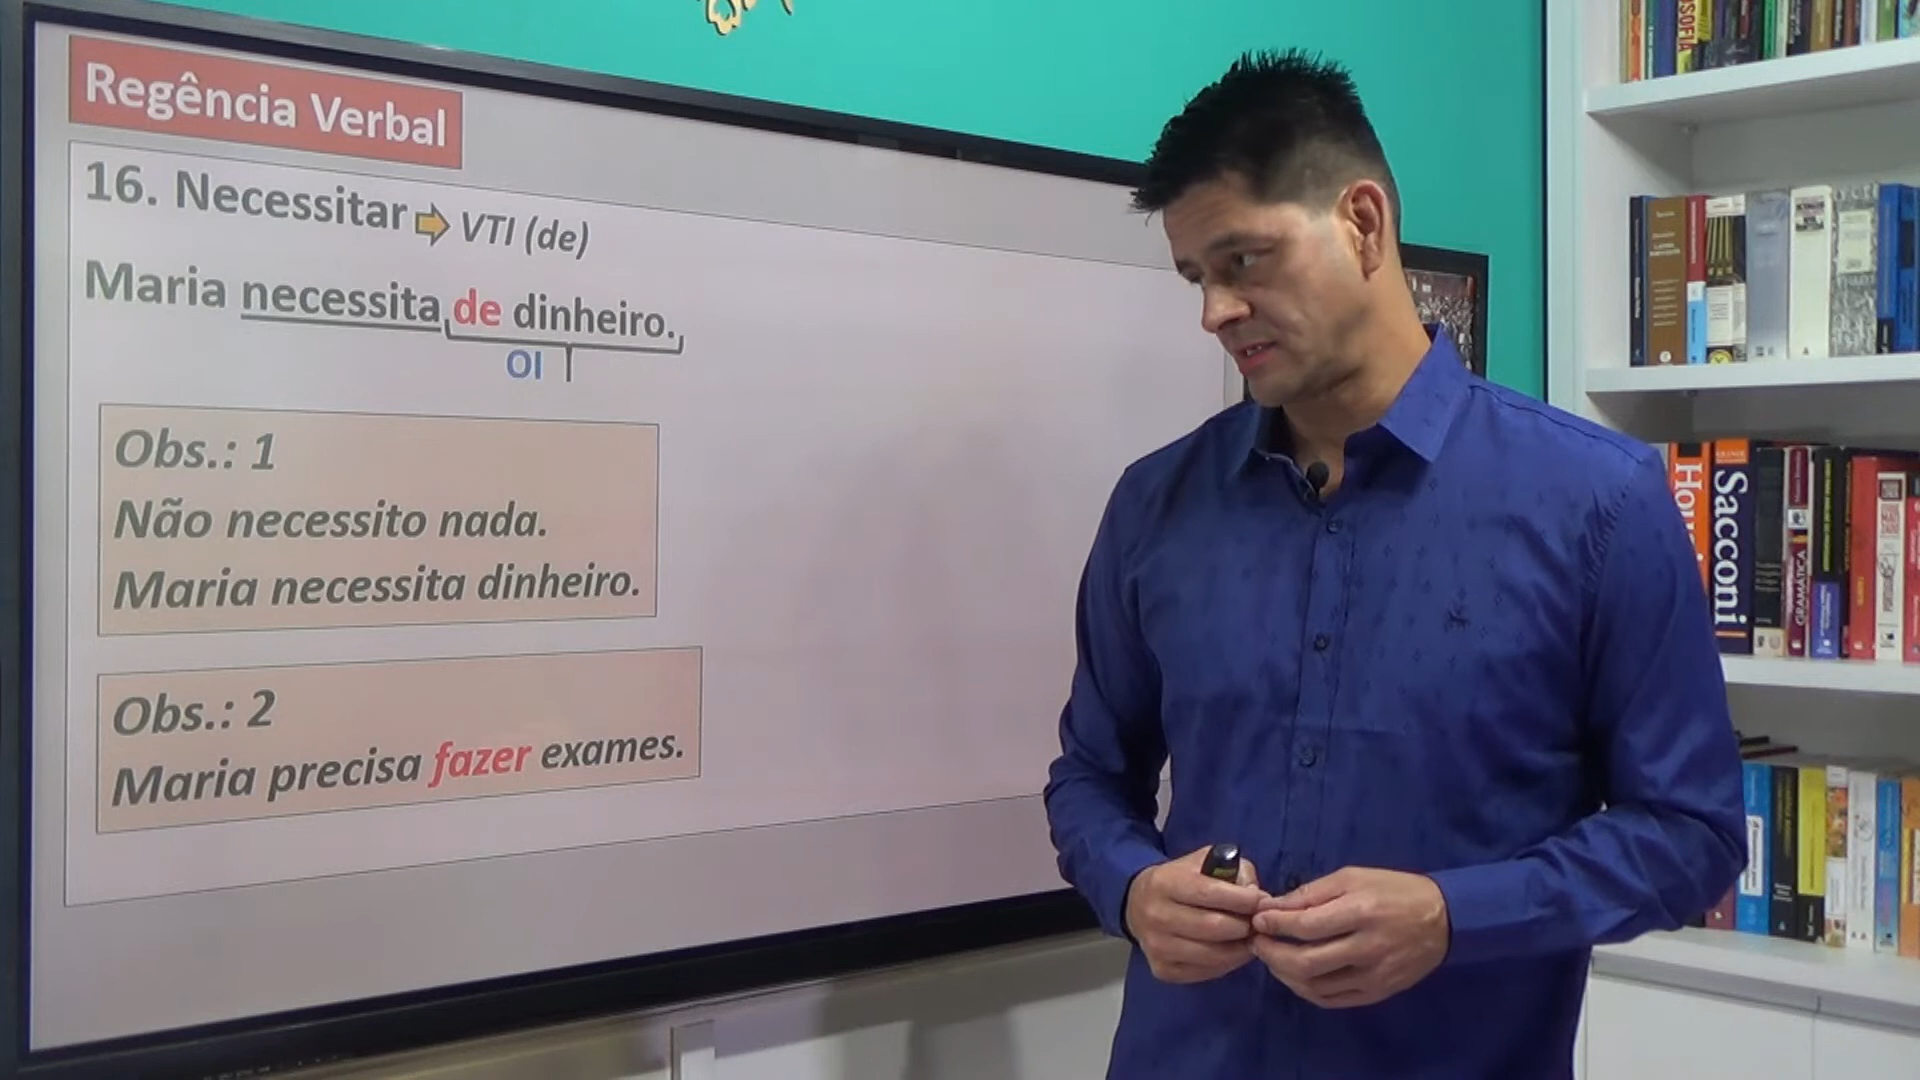 Regência Verbal
16. Necessitar ➪ VTI (de)
Maria necessita de dinheiro.
OI
Obs.: 1
Não necessito nada.
Maria necessita dinheiro.
Obs.: 2
Maria precisa fazer exames.
Sacconi
GRAMÁTICA